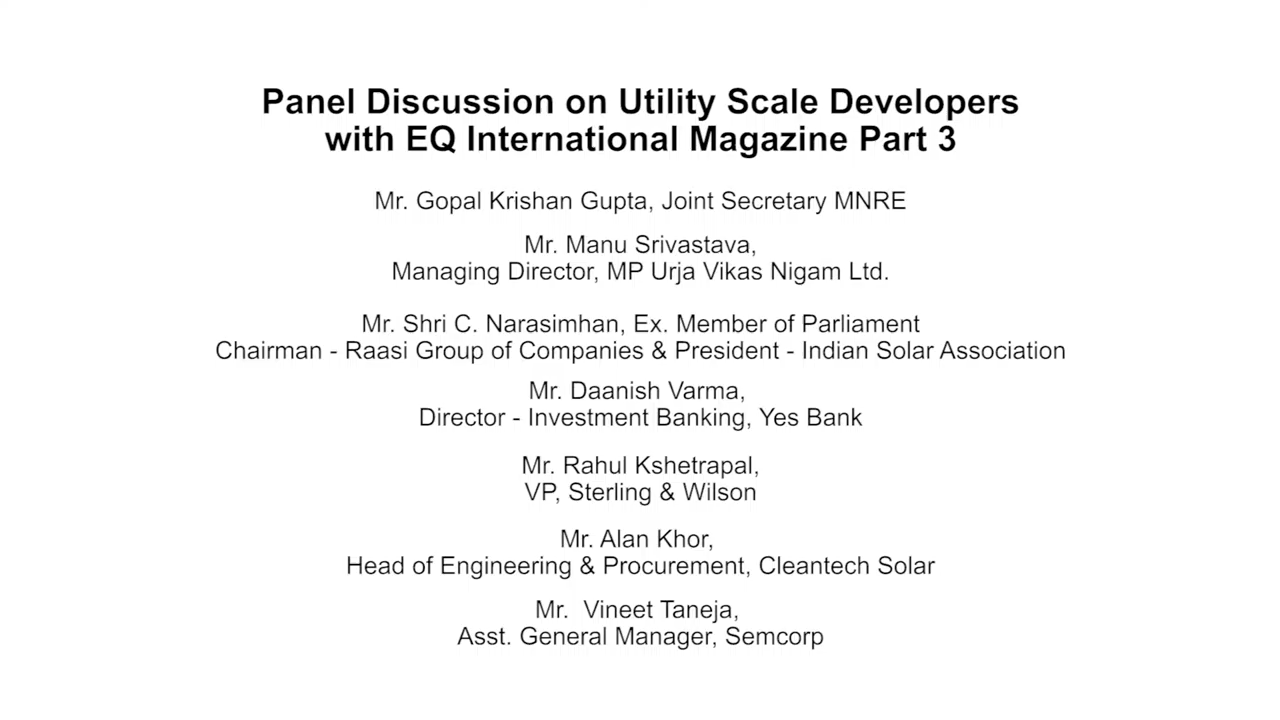 Panel Discussion on Utility Scale Developers
with EQ International Magazine Part 3
Mr. Gopal Krishan Gupta, Joint Secretary MNRE
Mr. Manu Srivastava,
Managing Director, MP Urja Vikas Nigam Ltd.
Mr. Shri C. Narasimhan, Ex. Member of Parliament
Chairman - Raasi Group of Companies & President - Indian Solar Association
Mr. Daanish Varma,
Director - Investment Banking, Yes Bank
Mr. Rahul Kshetrapal,
VP, Sterling & Wilson
Mr. Alan Khor,
Head of Engineering & Procurement, Cleantech Solar
Mr. Vineet Taneja,
Asst. General Manager, Semcorp